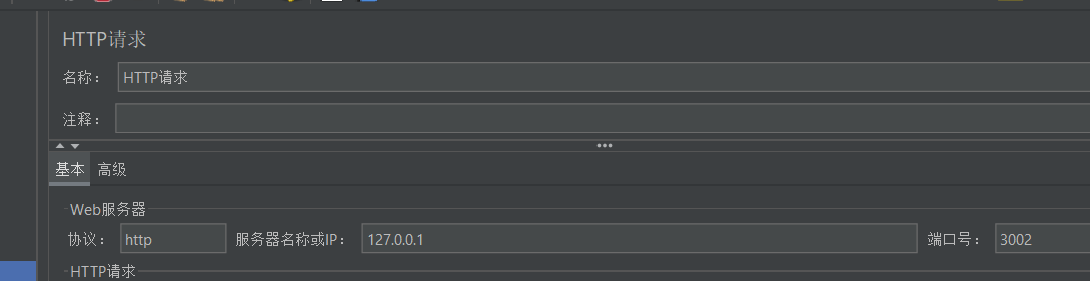 HTTP请求
名称： HTTP请求
注释：
基本 高级
Web服务器
协议： http 服务器名称或IP： 127.0.0.1 端口号： 3002
HTTP请求